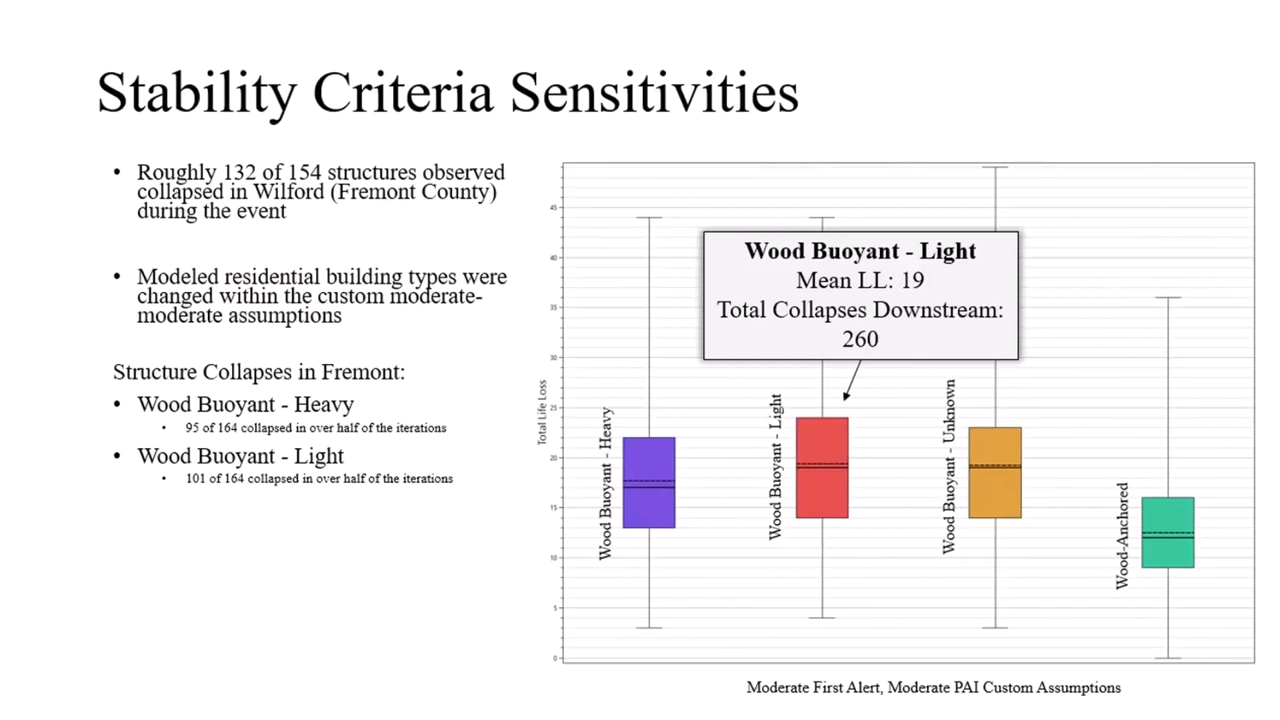 Stability Criteria Sensitivities
• Roughly 132 of 154 structures observed
collapsed in Wilford (Fremont County)
during the event
• Modeled residential building types were
changed within the custom moderate-
moderate assumptions
Structure Collapses in Fremont:
• Wood Buoyant - Heavy
• 95 of 164 collapsed in over half of the iterations
• Wood Buoyant - Light
• 101 of 164 collapsed in over half of the iterations
Total Life Loss
45
40
35
30
25
20
15
10
5
0
Wood Buoyant - Light
Mean LL: 19
Total Collapses Downstream:
260
Wood Buoyant - Heavy
Wood Buoyant - Light
Wood Buoyant - Unknown
Wood-Anchored
Moderate First Alert, Moderate PAI Custom Assumptions